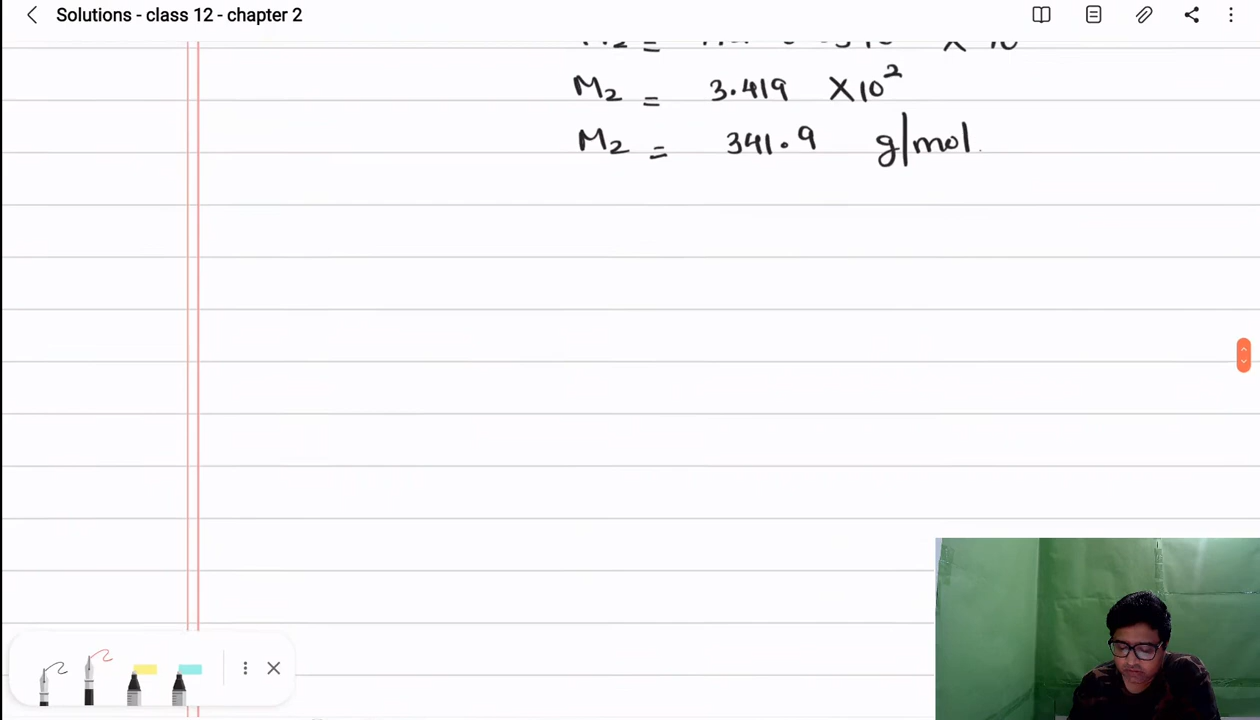 Solutions - class 12 - chapter 2
M2 = 3.419 X10²
M2 = 341.9 g/mol.